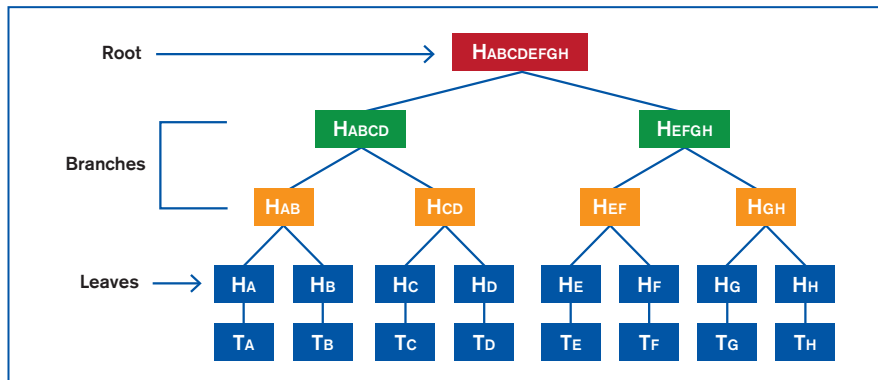 Root HABCDEFGH
HABCD HEFGH
Branches
HAB HCD HEF HGH
Leaves HA HB HC HD HE HF HG HH
TA TB TC TD TE TF TG TH